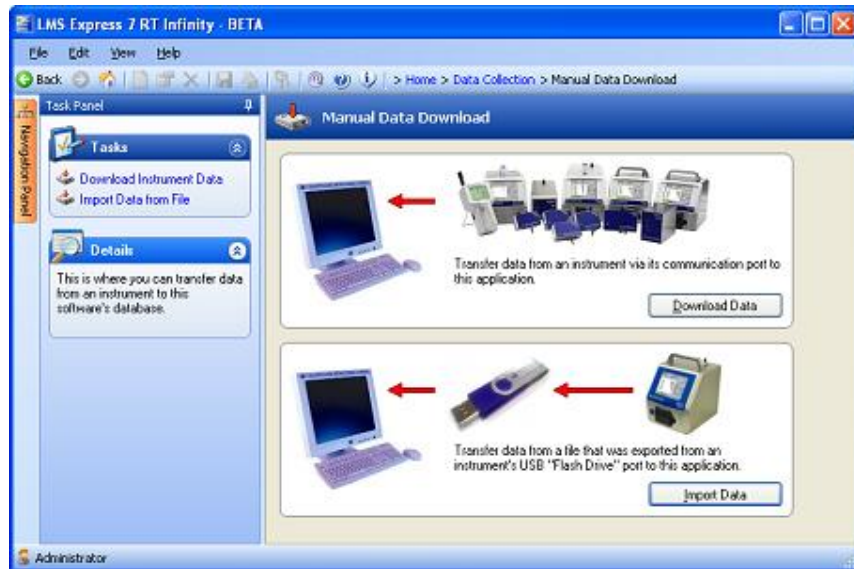 LMS Express 7 RT Infinity - BETA
File Edit View Help
Back > Home > Data Collection > Manual Data Download
Navigation Panel
Task Panel
Tasks
Download Instrument Data
Import Data from File
Details
This is where you can transfer data
from an instrument to this
software's database.
Manual Data Download
Transfer data from an instrument via its communication port to
this application.
Download Data
Transfer data from a file that was exported from an
instrument's USB "Flash Drive" port to this application.
Import Data
Administrator